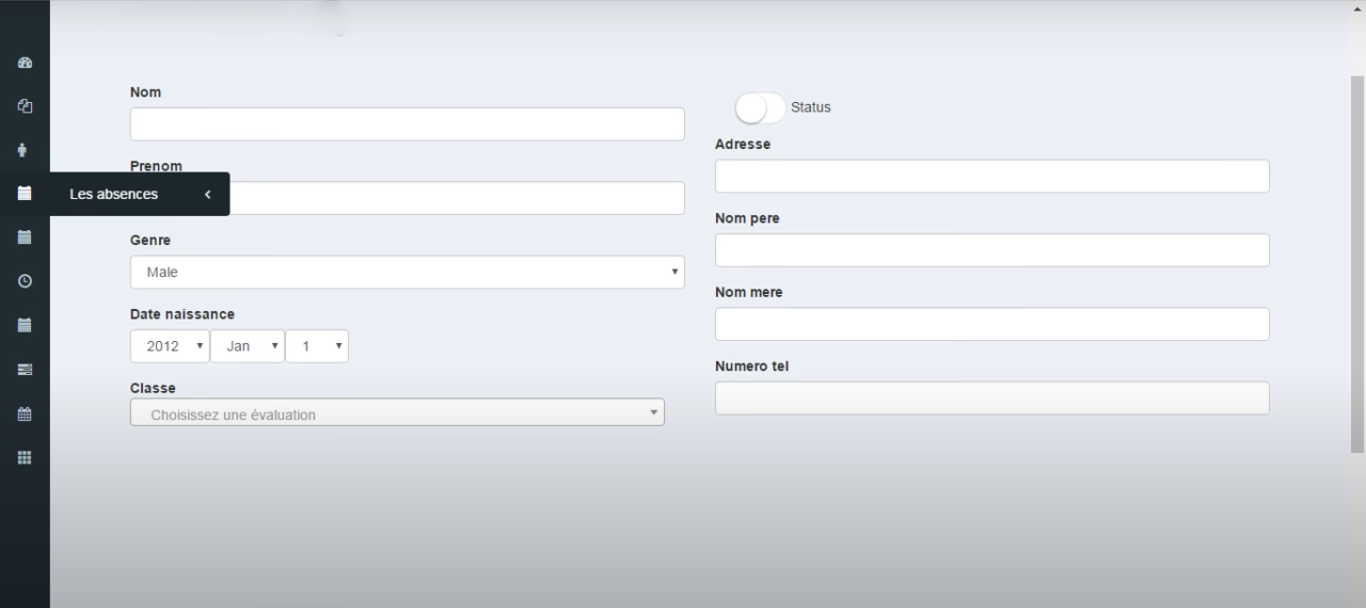 Nom
Status
Adresse
Prenom
Les absences
Nom pere
Genre
Male
Nom mere
Date naissance
2012 Jan 1
Numero tel
Classe
Choisissez une évaluation